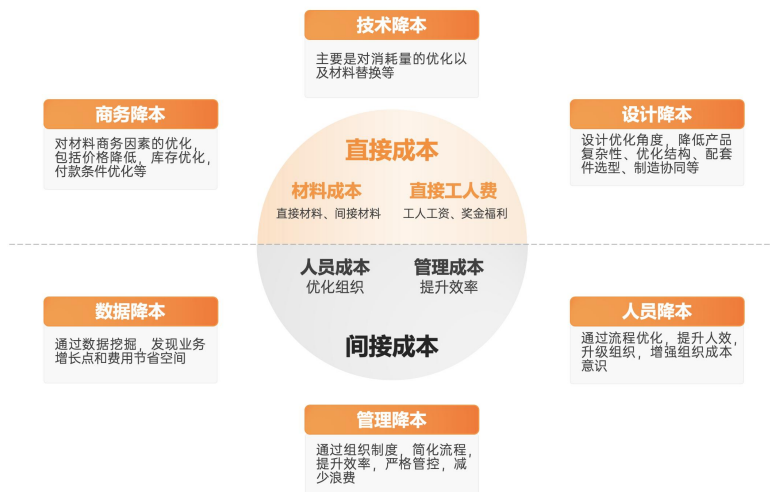 技术降本
主要是对消耗量的优化以
及材料替换等
商务降本
对材料商务因素的优化，
包括价格降低，库存优化，
付款条件优化等
设计降本
设计优化角度，降低产品
复杂性、优化结构、配套
件选型、制造协同等
直接成本
材料成本
直接材料、间接材料
直接工人费
工人工资、奖金福利
人员成本
优化组织
管理成本
提升效率
间接成本
数据降本
通过数据挖掘，发现业务
增长点和费用节省空间
人员降本
通过流程优化，提升人效，
升级组织，增强组织成本
意识
管理降本
通过组织制度，简化流程，
提升效率，严格管控，减
少浪费